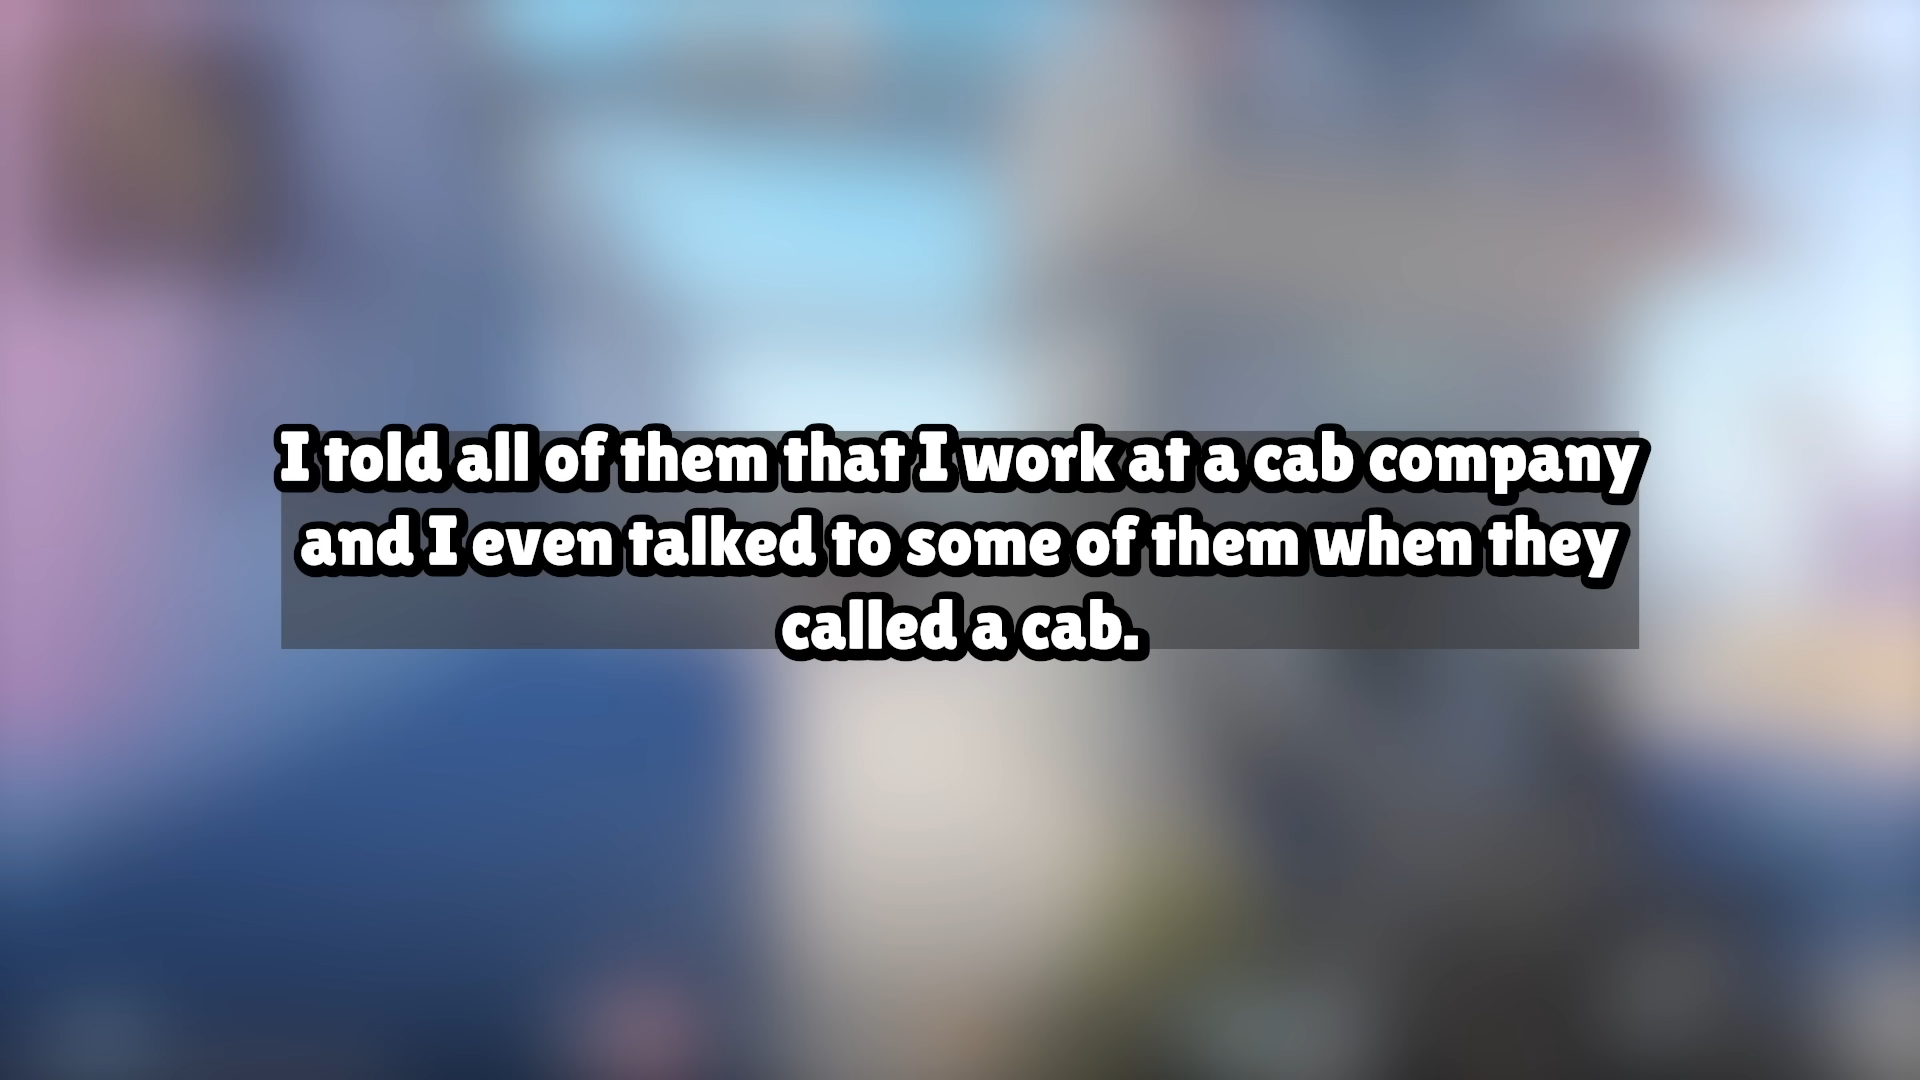 I told all of them that I work at a cab company
and I even talked to some of them when they
called a cab.